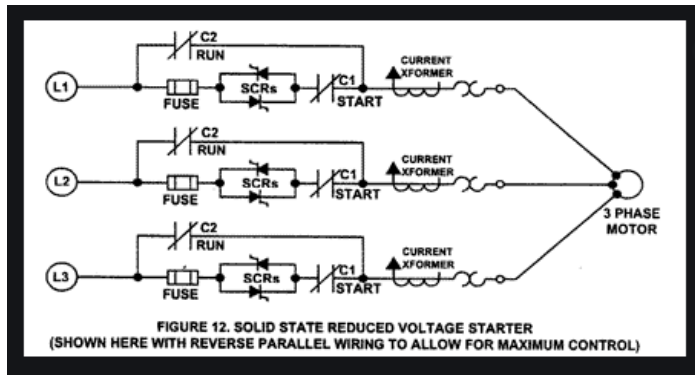 C2
RUN
L1
FUSE
SCRs
C1
START
CURRENT
XFORMER
C2
RUN
L2
FUSE
SCRs
C1
START
CURRENT
XFORMER
3 PHASE
MOTOR
C2
RUN
L3
FUSE
SCRs
C1
START
CURRENT
XFORMER
FIGURE 12. SOLID STATE REDUCED VOLTAGE STARTER
(SHOWN HERE WITH REVERSE PARALLEL WIRING TO ALLOW FOR MAXIMUM CONTROL)